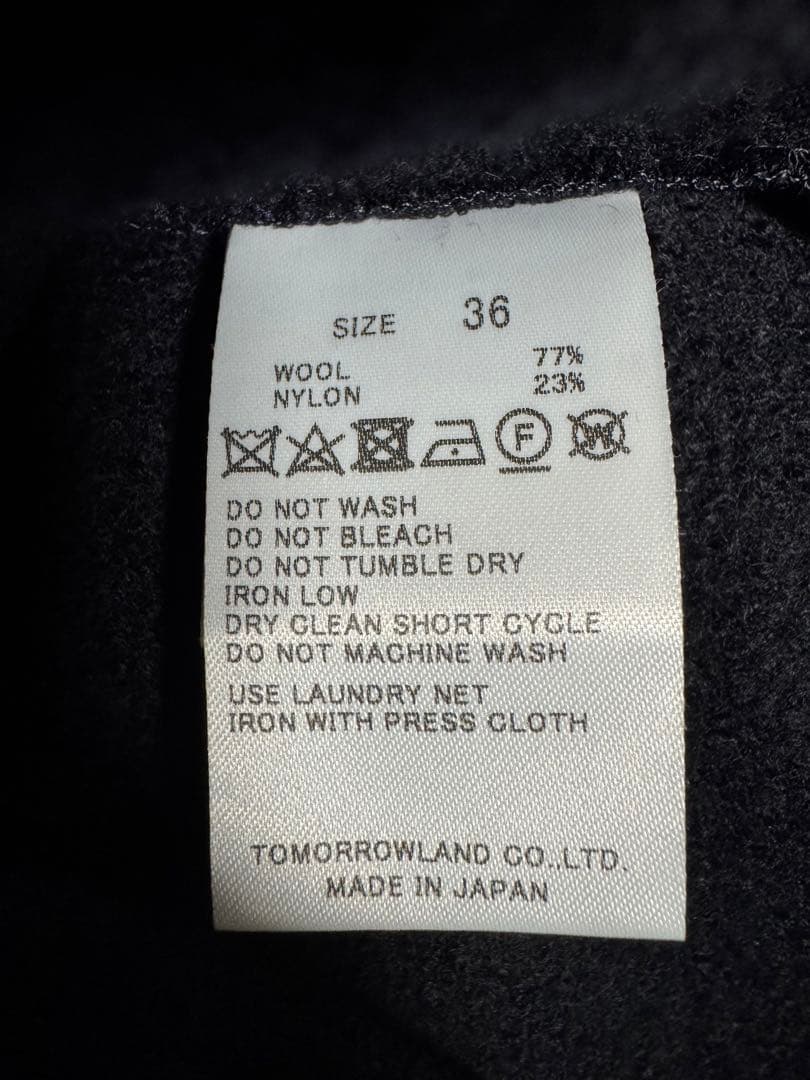 SIZE 36
WOOL 77%
NYLON 23%
F W
DO NOT WASH
DO NOT BLEACH
DO NOT TUMBLE DRY
IRON LOW
DRY CLEAN SHORT CYCLE
DO NOT MACHINE WASH
USE LAUNDRY NET
IRON WITH PRESS CLOTH
TOMORROWLAND CO.,LTD.
MADE IN JAPAN